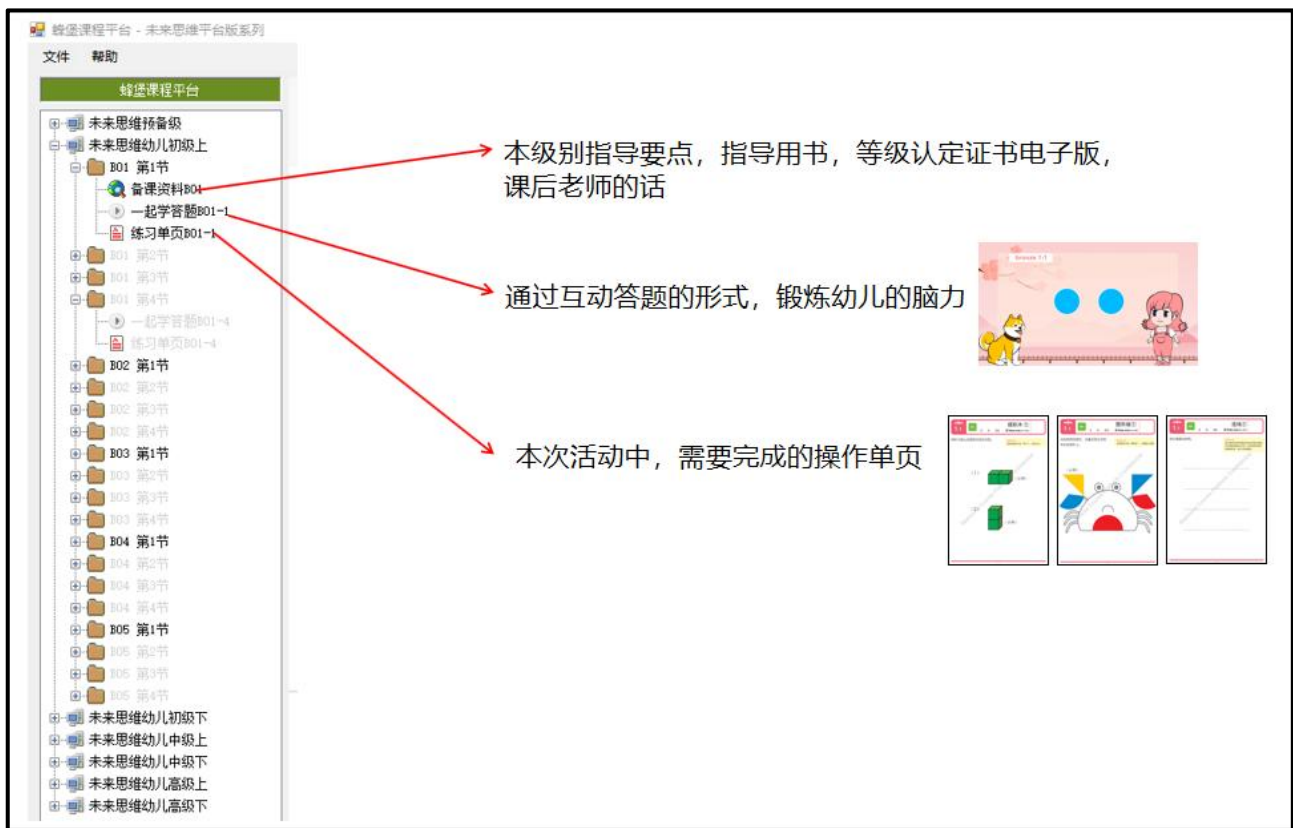 蜂堡课程平台 - 未来思维平台版系列
文件 帮助
蜂堡课程平台
未来思维预备级
未来思维幼儿初级上
B01 第1节
备课资料B01
一起学答题B01-1
练习单页B01-1
B01 第2节
B01 第3节
B01 第4节
一起学答题B01-4
练习单页B01-4
B02 第1节
B02 第2节
B02 第3节
B02 第4节
B03 第1节
B03 第2节
B03 第3节
B03 第4节
B04 第1节
B04 第2节
B04 第3节
B04 第4节
B05 第1节
B05 第2节
B05 第3节
B05 第4节
未来思维幼儿初级下
未来思维幼儿中级上
未来思维幼儿中级下
未来思维幼儿高级上
未来思维幼儿高级下
本级别指导要点，指导用书，等级认定证书电子版，
课后老师的话
通过互动答题的形式，锻炼幼儿的脑力
本次活动中，需要完成的操作单页